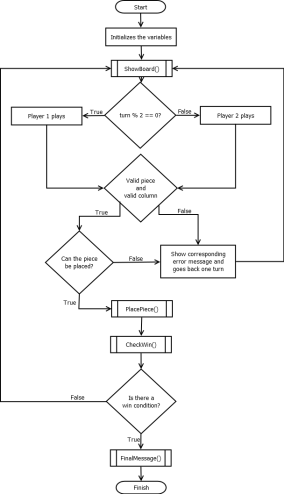 Start
Initializes the variables
ShowBoard()
turn % 2 == 0?
True
False
Player 1 plays
Player 2 plays
Valid piece
and
valid column
True
False
Can the piece
be placed?
False
Show corresponding
error message and
goes back one turn
True
PlacePiece()
CheckWin()
Is there a
win condition?
False
True
FinalMessage()
Finish